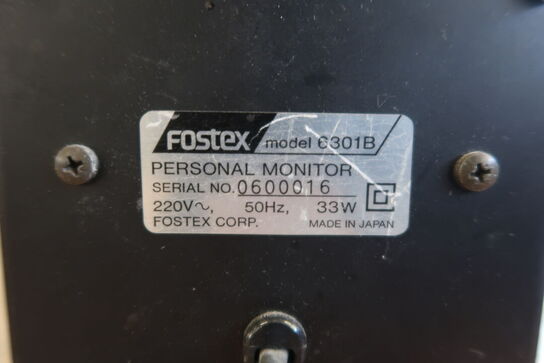 FOSTEX model 6301B
PERSONAL MONITOR
SERIAL NO. 0600016
220V~, 50Hz, 33W
FOSTEX CORP. MADE IN JAPAN